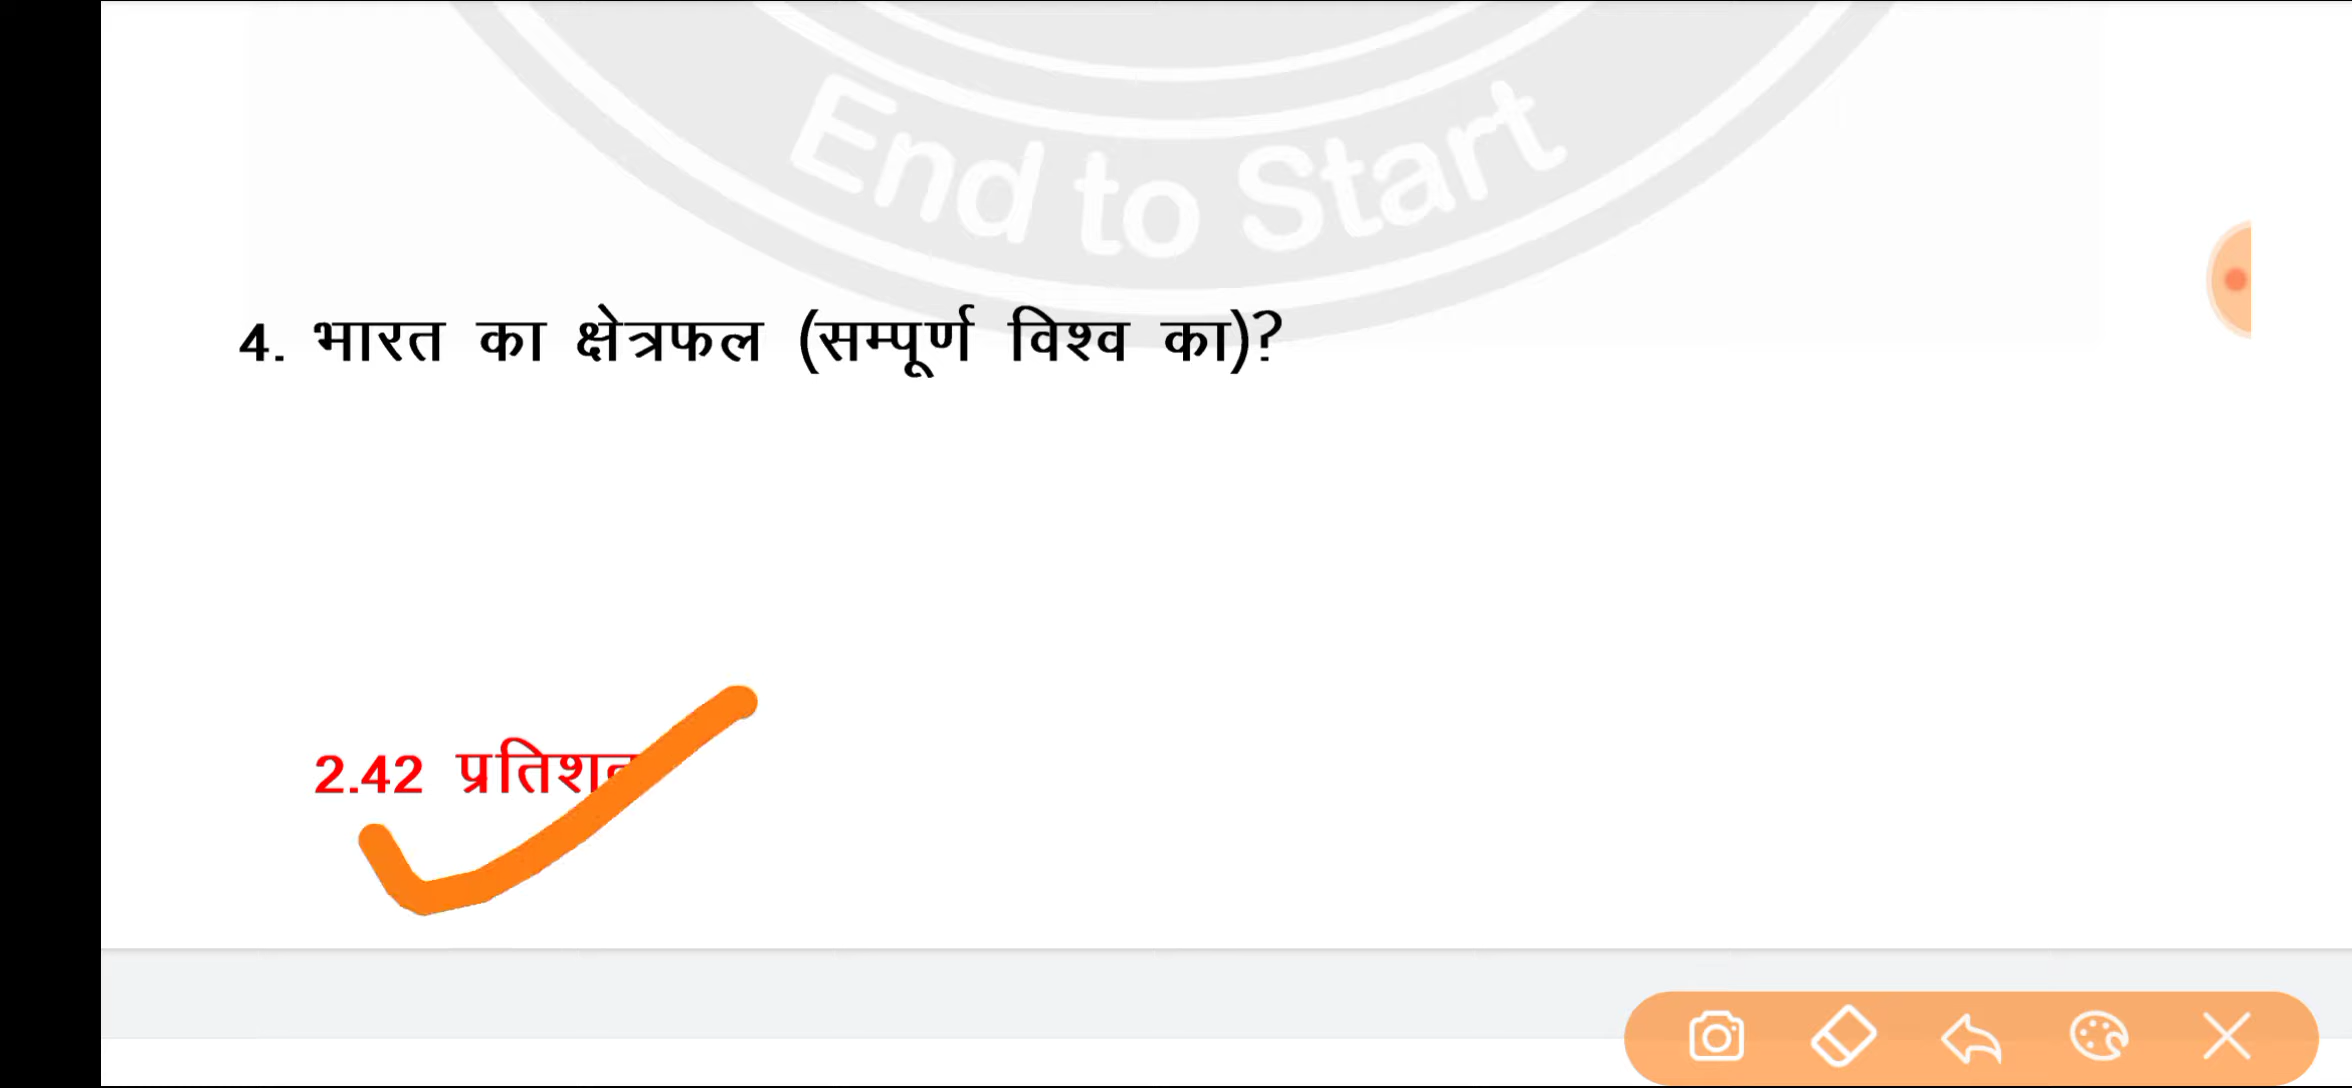 End to Start
4. भारत का क्षेत्रफल (सम्पूर्ण विश्व का)?
2.42 प्रतिशत